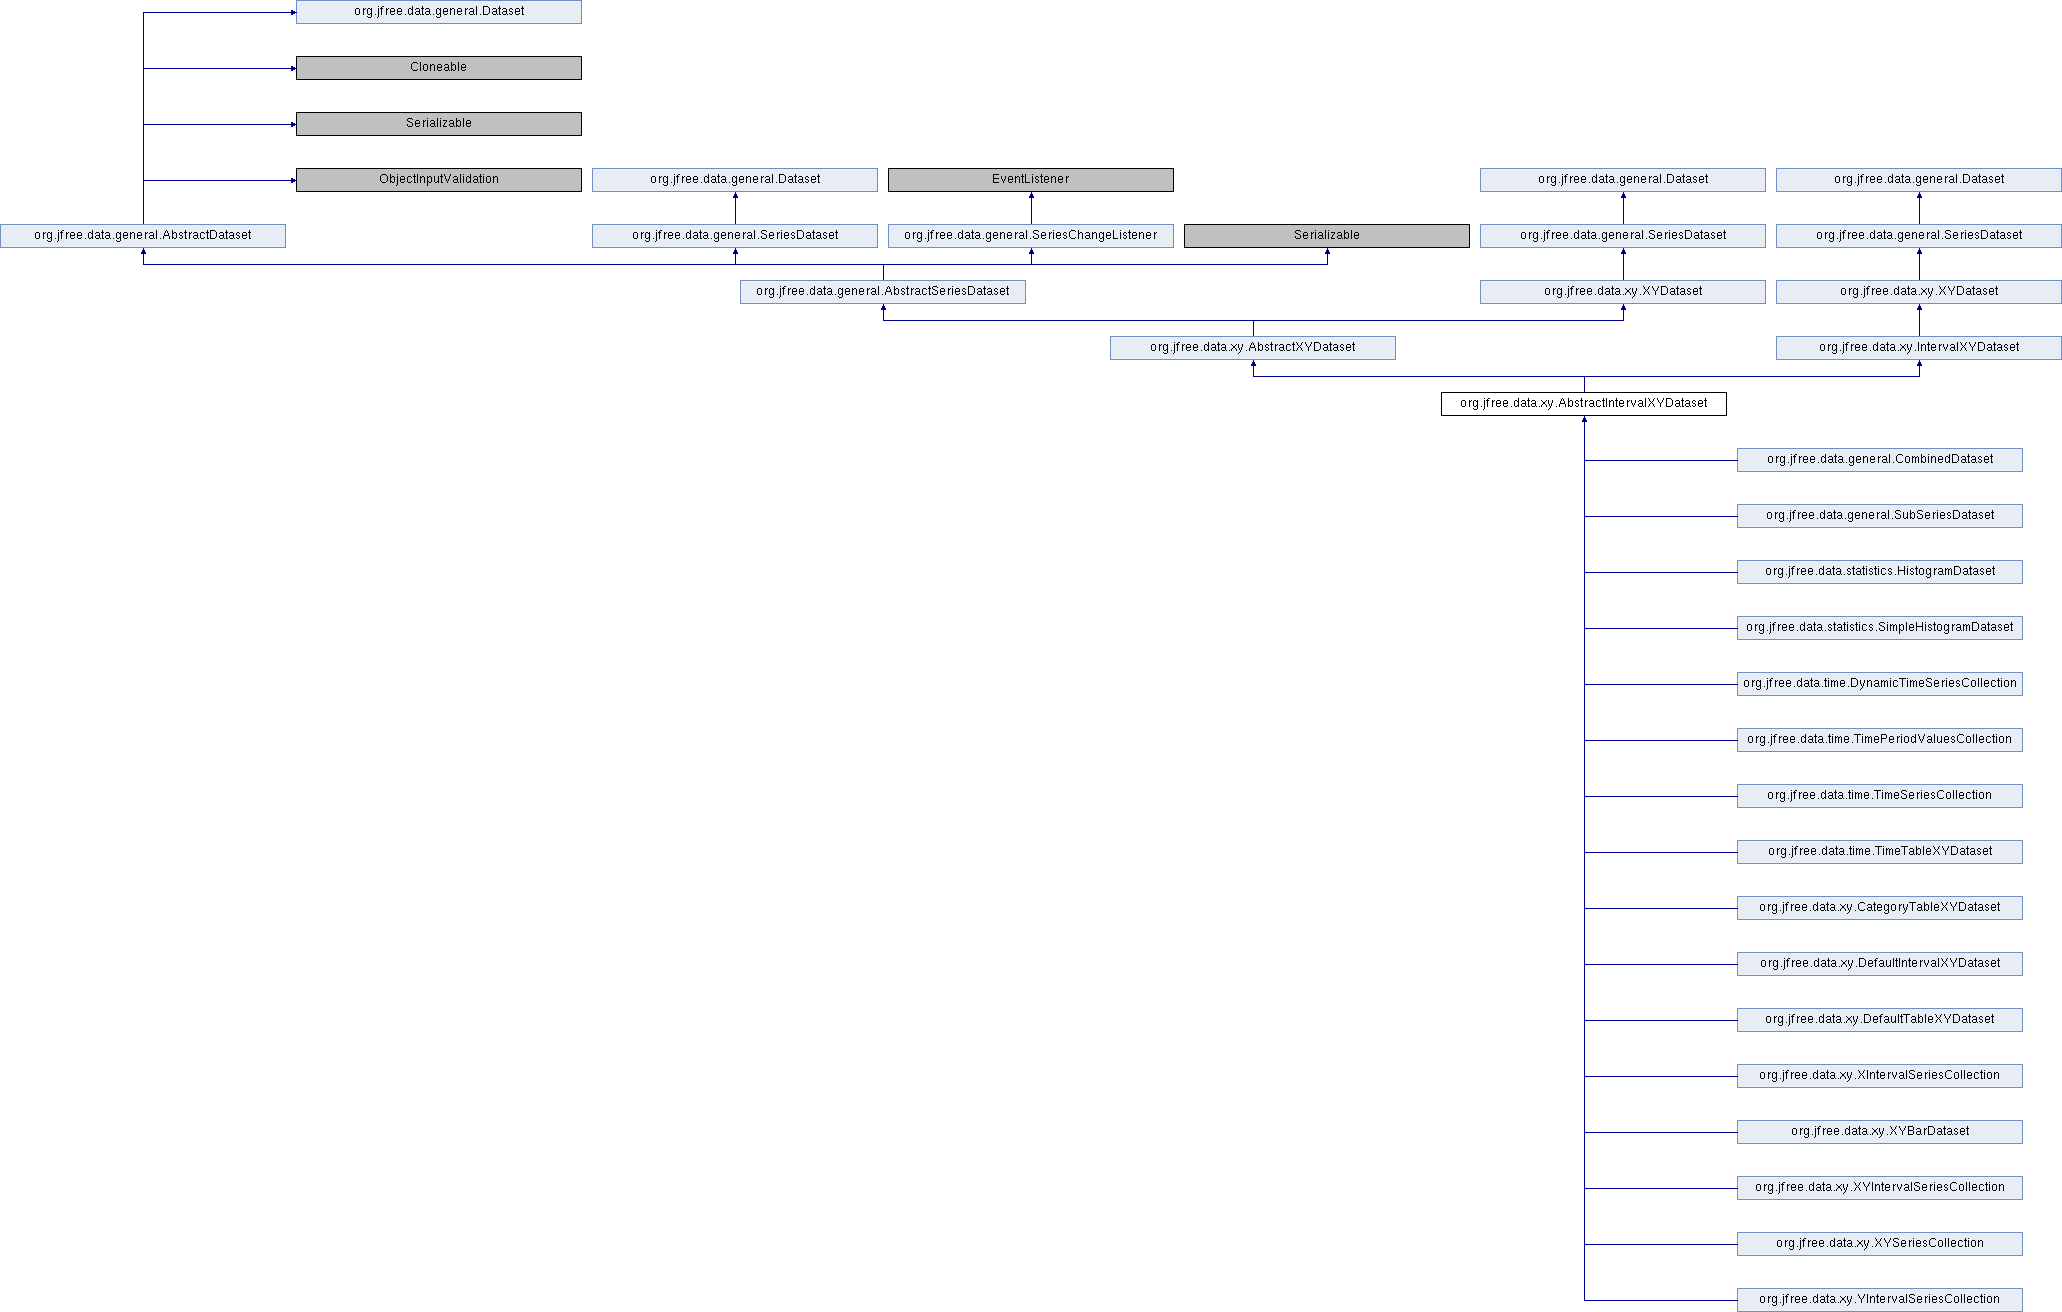 org.jfree.data.general.Dataset
Cloneable
Serializable
ObjectInputValidation
org.jfree.data.general.Dataset
EventListener
org.jfree.data.general.Dataset
org.jfree.data.general.Dataset
org.jfree.data.general.AbstractDataset
org.jfree.data.general.SeriesDataset
org.jfree.data.general.SeriesChangeListener
Serializable
org.jfree.data.general.SeriesDataset
org.jfree.data.general.SeriesDataset
org.jfree.data.general.AbstractSeriesDataset
org.jfree.data.xy.XYDataset
org.jfree.data.xy.XYDataset
org.jfree.data.xy.AbstractXYDataset
org.jfree.data.xy.IntervalXYDataset
org.jfree.data.xy.AbstractIntervalXYDataset
org.jfree.data.general.CombinedDataset
org.jfree.data.general.SubSeriesDataset
org.jfree.data.statistics.HistogramDataset
org.jfree.data.statistics.SimpleHistogramDataset
org.jfree.data.time.DynamicTimeSeriesCollection
org.jfree.data.time.TimePeriodValuesCollection
org.jfree.data.time.TimeSeriesCollection
org.jfree.data.time.TimeTableXYDataset
org.jfree.data.xy.CategoryTableXYDataset
org.jfree.data.xy.DefaultIntervalXYDataset
org.jfree.data.xy.DefaultTableXYDataset
org.jfree.data.xy.XIntervalSeriesCollection
org.jfree.data.xy.XYBarDataset
org.jfree.data.xy.XYIntervalSeriesCollection
org.jfree.data.xy.XYSeriesCollection
org.jfree.data.xy.YIntervalSeriesCollection